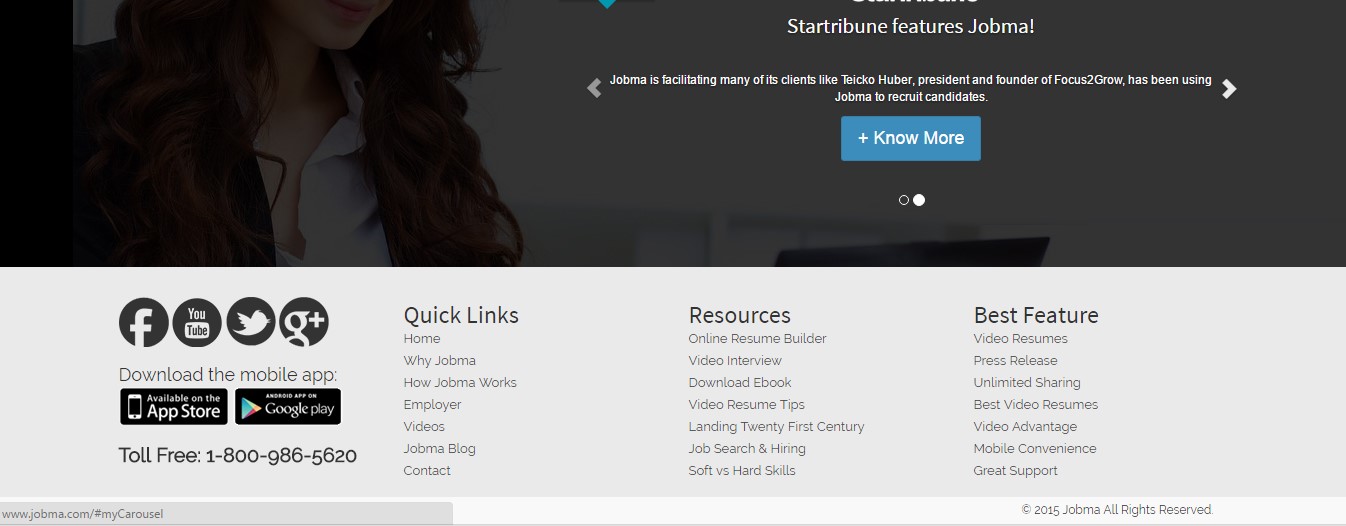 Startribune features Jobma!
Jobma is facilitating many of its clients like Teicko Huber, president and founder of Focus2Grow, has been using
Jobma to recruit candidates.
+ Know More
You
Tube
g+
Download the mobile app:
Available on the
App Store
ANDROID APP ON
Google play
Toll Free: 1-800-986-5620
Quick Links
Home
Why Jobma
How Jobma Works
Employer
Videos
Jobma Blog
Contact
Resources
Online Resume Builder
Video Interview
Download Ebook
Video Resume Tips
Landing Twenty First Century
Job Search & Hiring
Soft vs Hard Skills
Best Feature
Video Resumes
Press Release
Unlimited Sharing
Best Video Resumes
Video Advantage
Mobile Convenience
Great Support
© 2015 Jobma All Rights Reserved.
www.jobma.com/#myCarousel